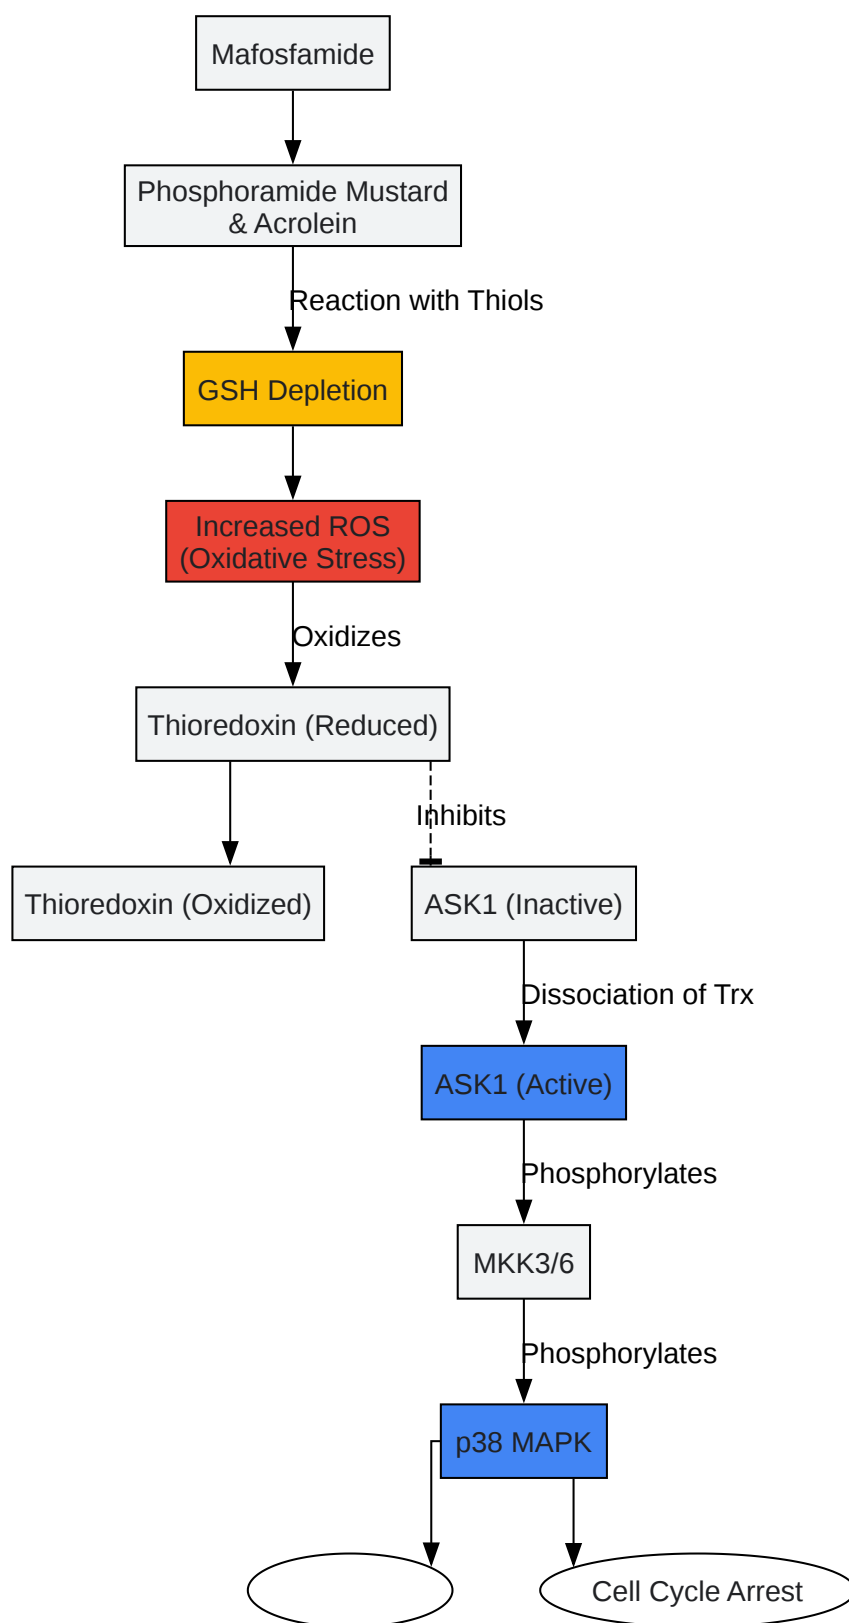 Mafosfamide
Phosphoramide Mustard
& Acrolein
Reaction with Thiols
GSH Depletion
Increased ROS
(Oxidative Stress)
Oxidizes
Thioredoxin (Reduced)
Inhibits
Thioredoxin (Oxidized)
ASK1 (Inactive)
Dissociation of Trx
ASK1 (Active)
Phosphorylates
MKK3/6
Phosphorylates
p38 MAPK
Cell Cycle Arrest